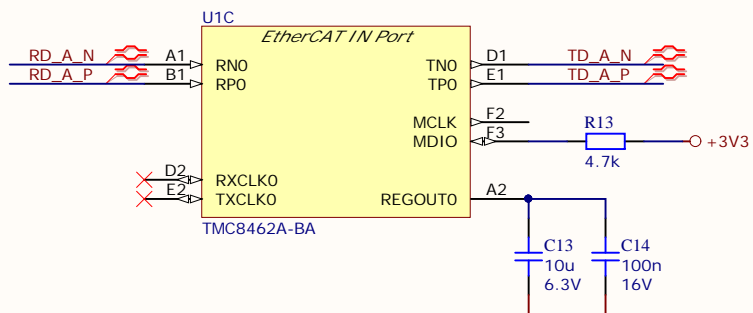 U1C
EtherCAT IN Port
RD_A_N A1 RN0 TN0 D1 TD_A_N
RD_A_P B1 RP0 TP0 E1 TD_A_P
MCLK F2
MDIO F3 R13 4.7k +3V3
D2 RXCLK0
E2 TXCLK0 REGOUT0 A2
TMC8462A-BA
C13 C14
10u 100n
6.3V 16V